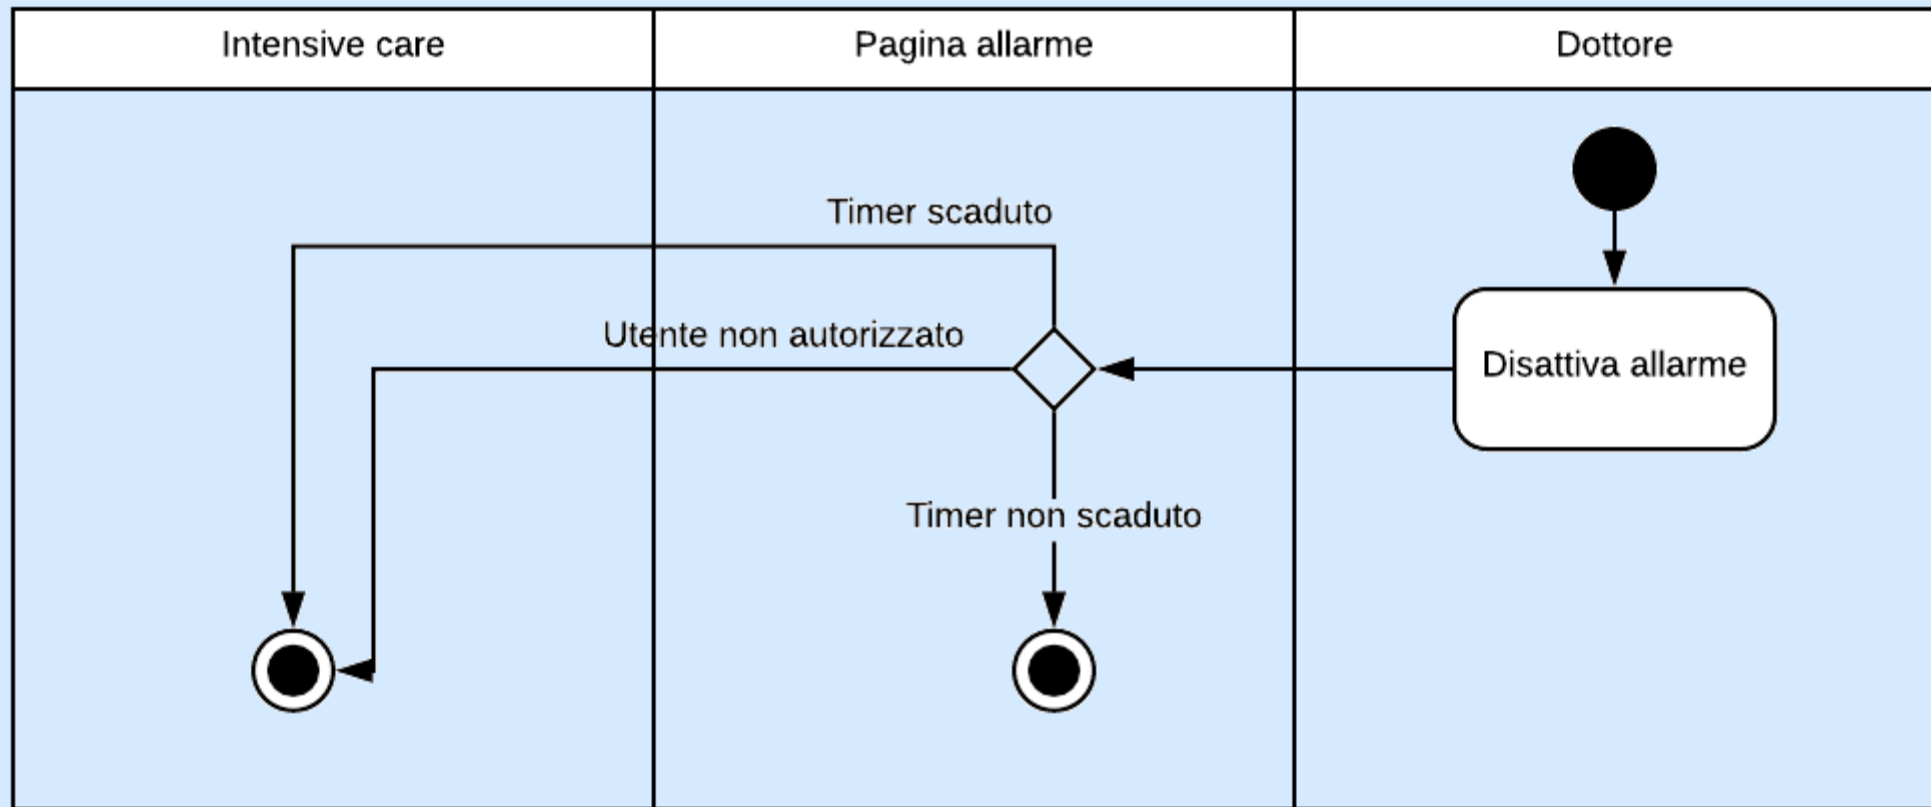 Intensive care
Pagina allarme
Dottore
Timer scaduto
Utente non autorizzato
Disattiva allarme
Timer non scaduto